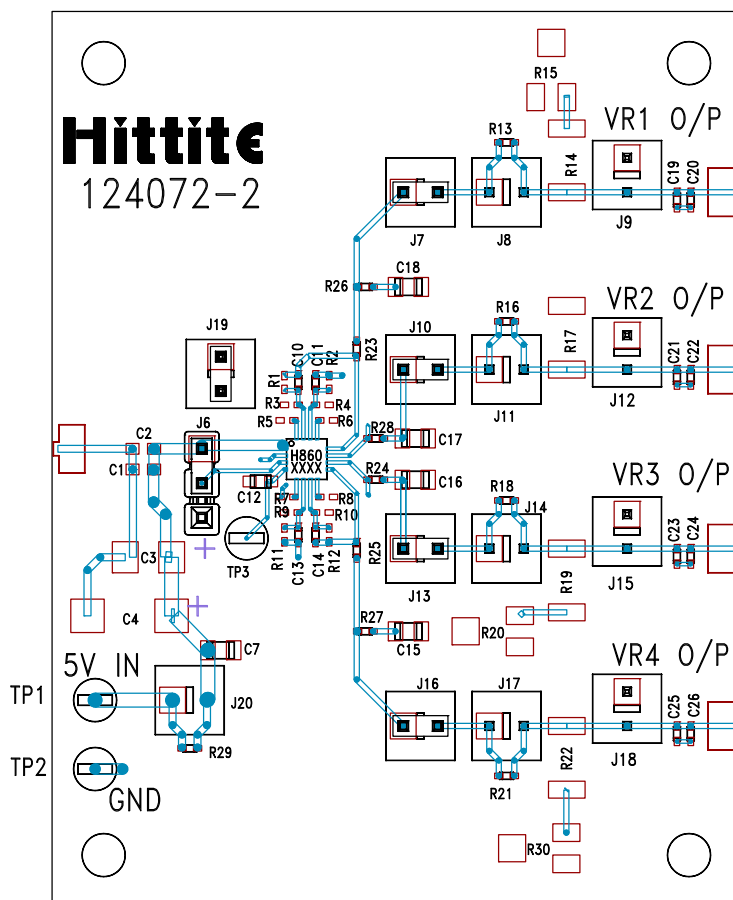 R15
VR1 O/P
Hittite
124072-2
R13
R14
C19
C20
J7
J8
J9
C18
R26
VR2 O/P
R16
J19
J10
R23
R17
C21
C22
C10
C11
R2
R1
R3
R4
J11
J12
J6
R5
R6
R28
C2
C17
H860
XXXX
VR3 O/P
C1
C12
R24
C16
R18
R7
R8
R9
R10
J14
C3
R11
C13
C14
R12
R25
C23
C24
TP3
J13
J15
R19
C4
R27
R20
C15
C7
VR4 O/P
5V IN
TP1
J20
J16
J17
C25
C26
R29
R22
J18
TP2
R21
GND
R30